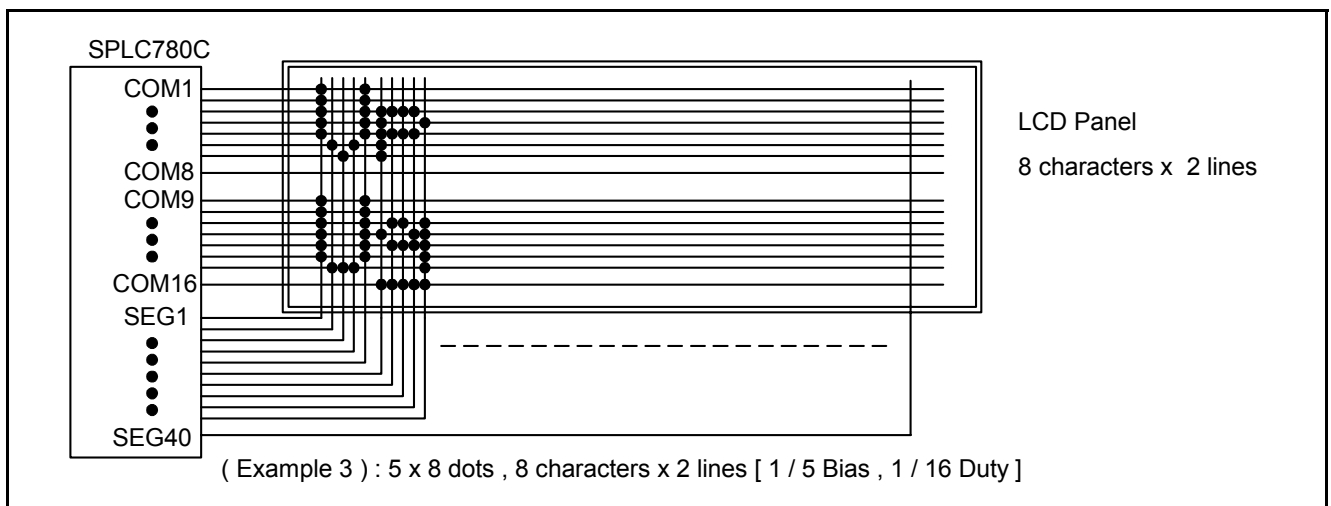 SPLC780C
COM1
COM8
COM9
COM16
SEG1
SEG40
LCD Panel
8 characters x 2 lines
( Example 3 ) : 5 x 8 dots , 8 characters x 2 lines [ 1 / 5 Bias , 1 / 16 Duty ]